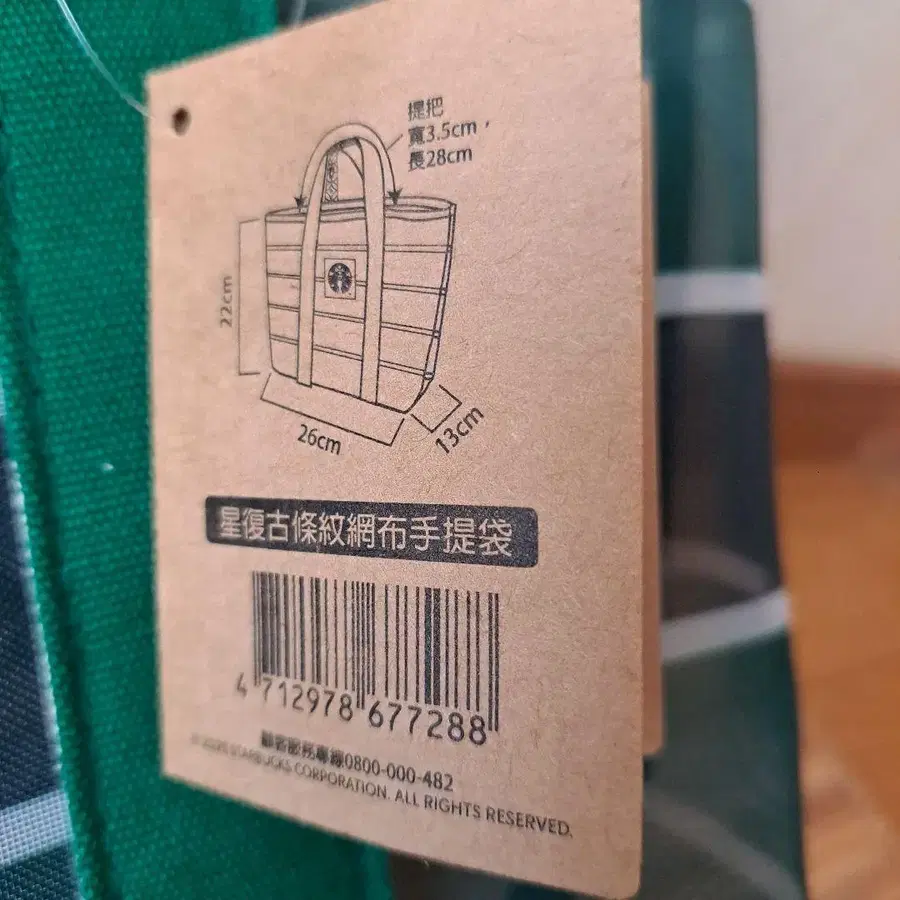 提把
寬3.5cm，
長28cm
22cm
26cm
13cm
星復古條紋網布手提袋
4 712978 677288
顧客服務專線0800-000-482
STARBUCKS CORPORATION. ALL RIGHTS RESERVED.